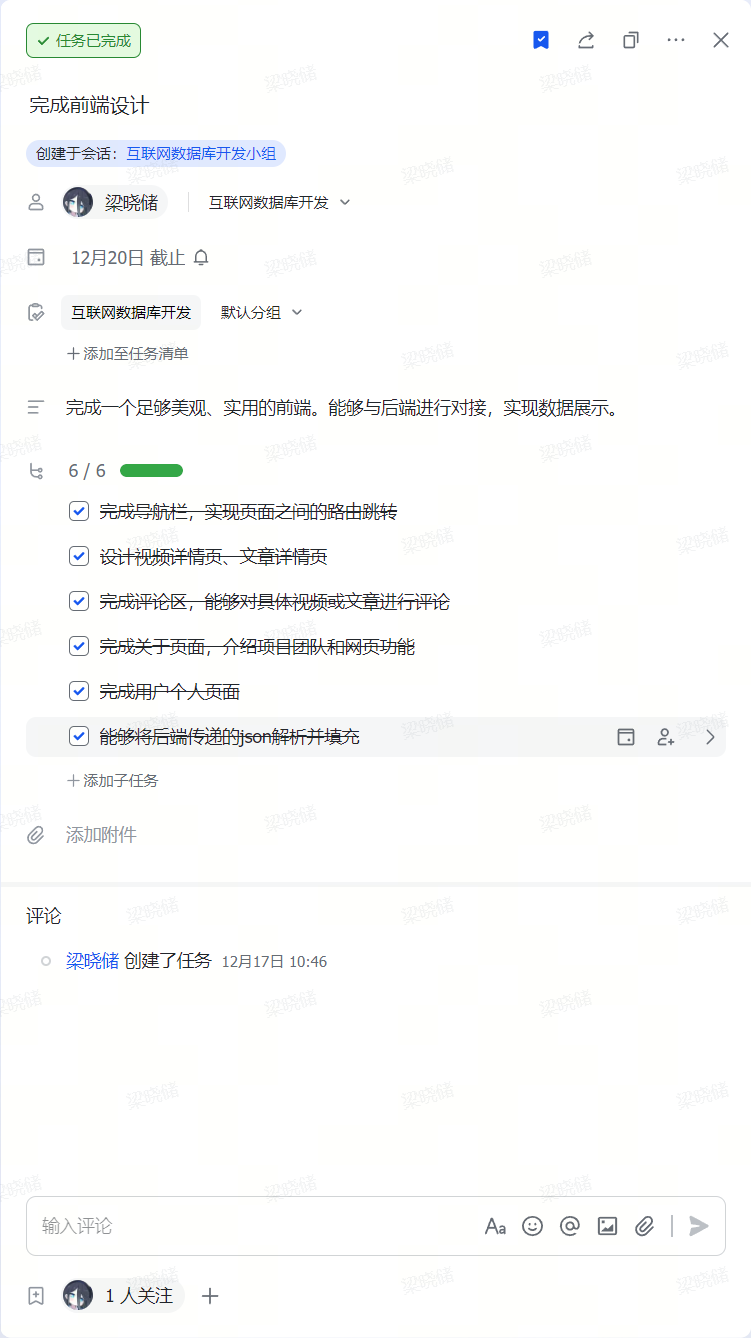 任务已完成
完成前端设计
创建于会话：互联网数据库开发小组
梁晓储 互联网数据库开发
12月20日 截止
互联网数据库开发 默认分组
添加至任务清单
完成一个足够美观、实用的前端。能够与后端进行对接，实现数据展示。
6 / 6
完成导航栏，实现页面之间的路由跳转
设计视频详情页、文章详情页
完成评论区，能够对具体视频或文章进行评论
完成关于页面，介绍项目团队和网页功能
完成用户个人页面
能够将后端传递的json解析并填充
添加子任务
添加附件
评论
梁晓储 创建了任务 12月17日 10:46
输入评论 Aa
1 人关注